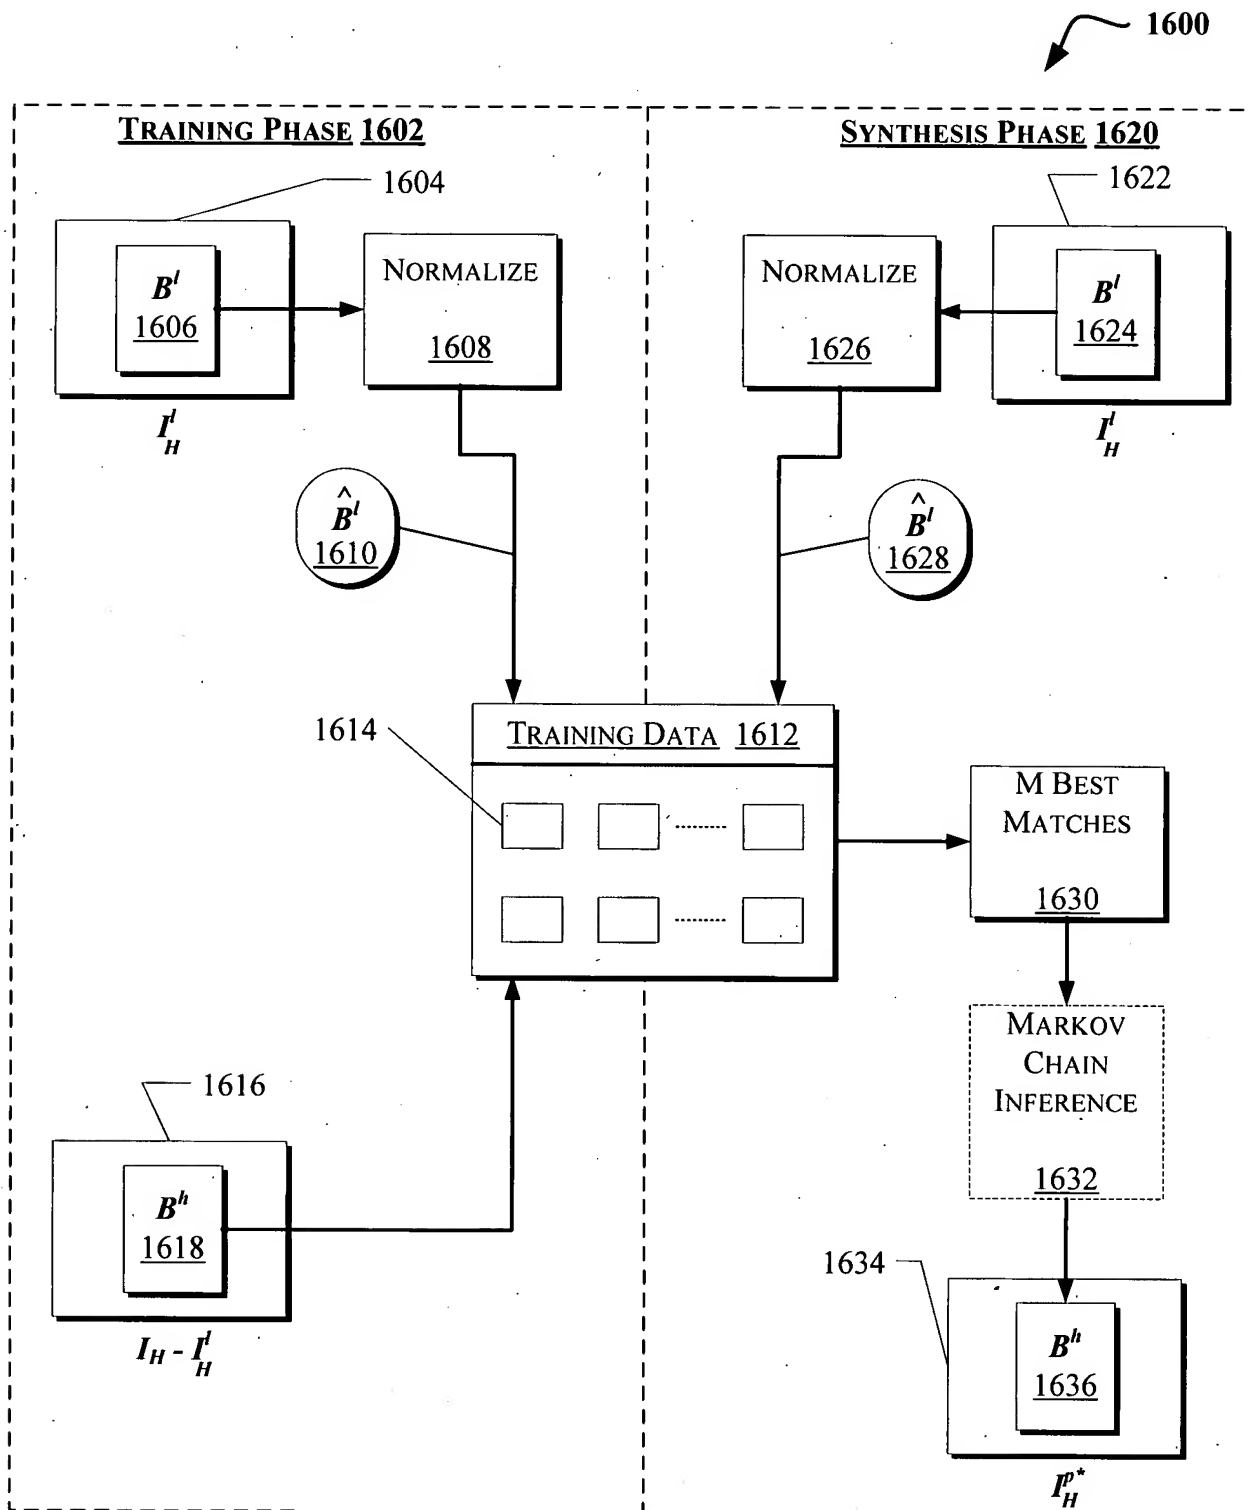 1600
TRAINING PHASE 1602
SYNTHESIS PHASE 1620
1604
1622
B^l
1606
NORMALIZE
1608
NORMALIZE
1626
B^l
1624
I_H^l
I_H^l
B̂^l
1610
B̂^l
1628
1614
TRAINING DATA 1612
M BEST
MATCHES
1630
MARKOV
CHAIN
INFERENCE
1632
1616
B^h
1618
I_H - I_H^l
1634
B^h
1636
I_H^{p*}